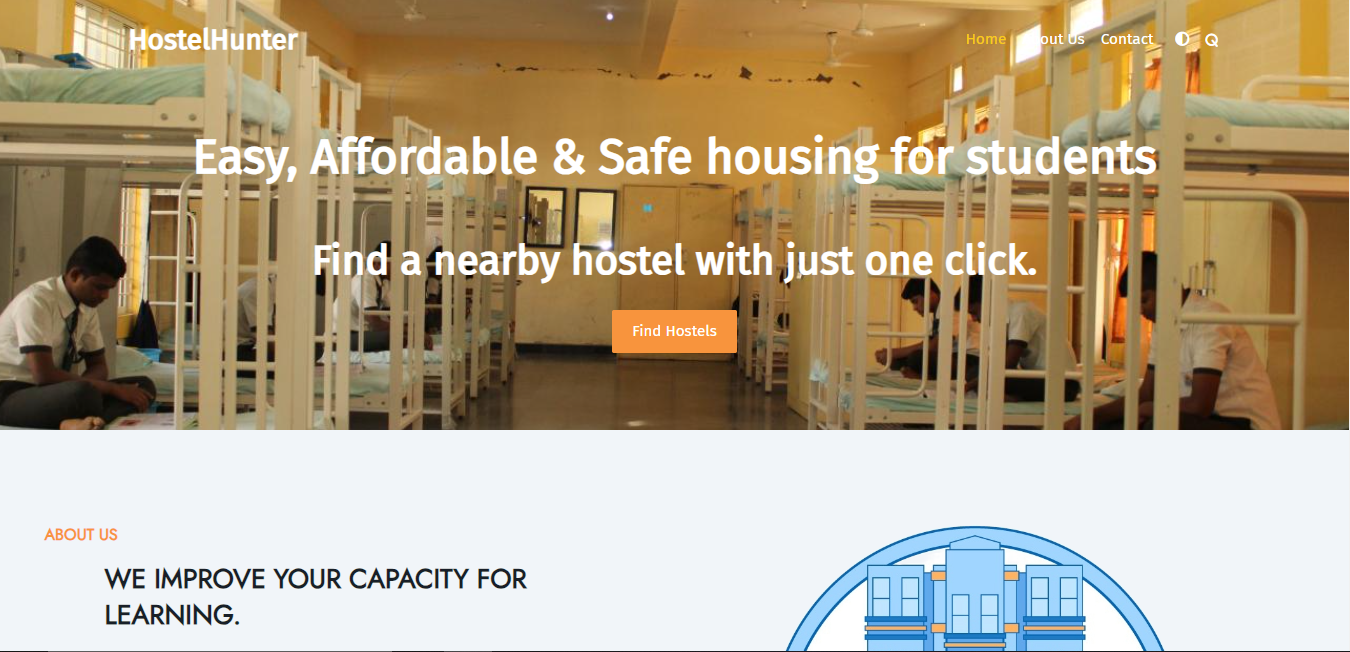 HostelHunter
Home
out Us
Contact
Easy, Affordable & Safe housing for students
Find a nearby hostel with just one click.
Find Hostels
ABOUT US
WE IMPROVE YOUR CAPACITY FOR
LEARNING.